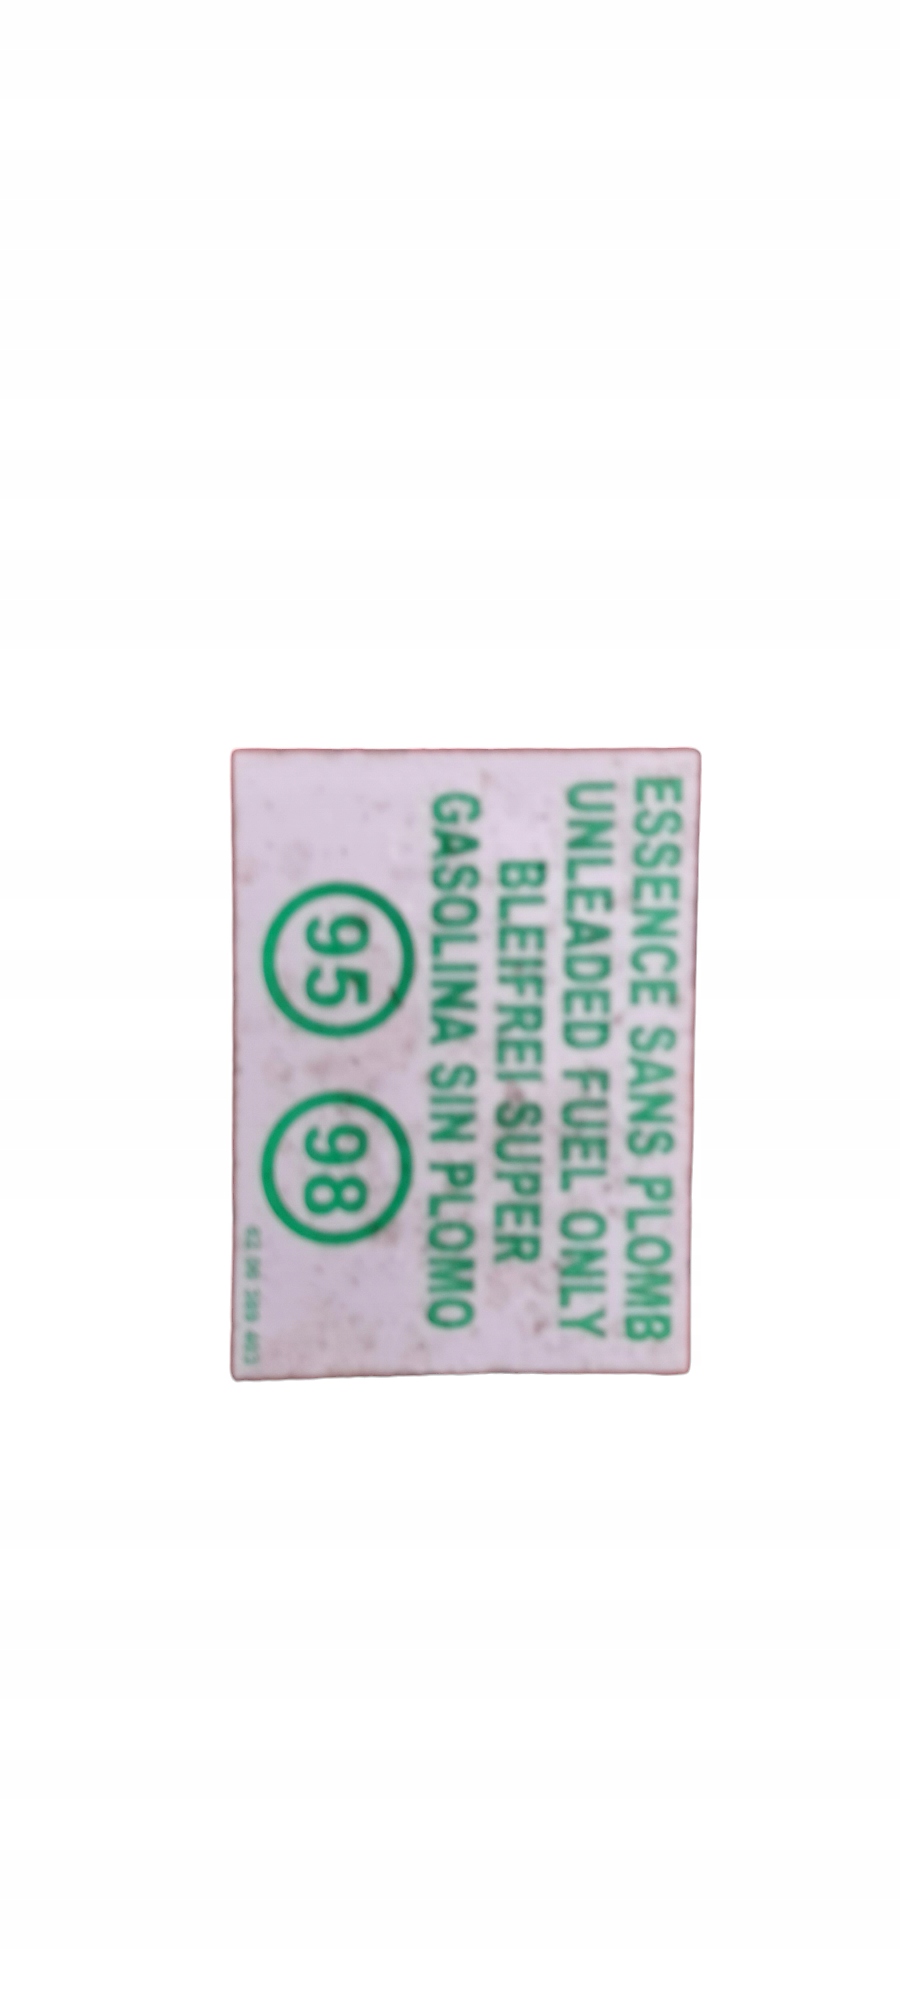 ESSENCE SANS PLOMB
UNLEADED FUEL ONLY
BLEIFREI SUPER
GASOLINA SIN PLOMO
95 98